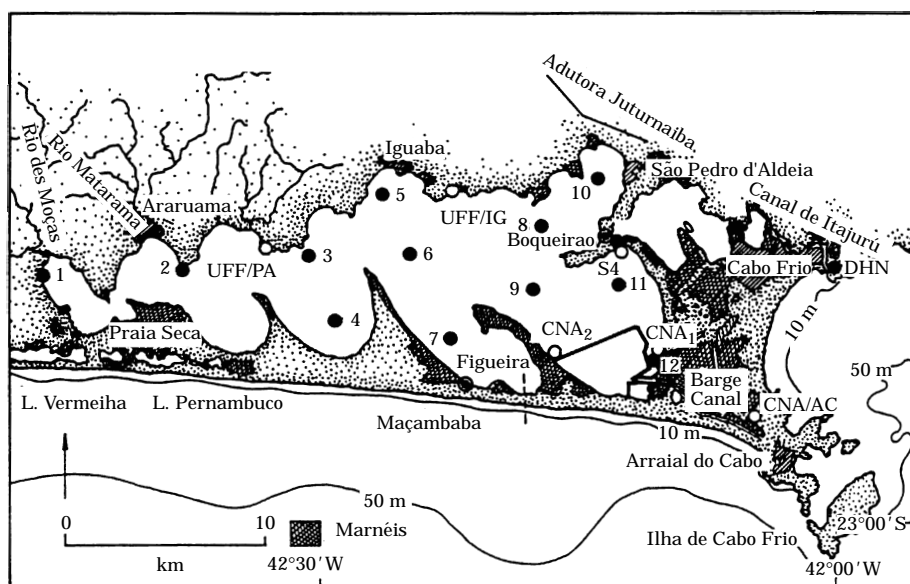 Adutora Juturnaiba
São Pedro d'Aldeia
Canal de Itajurú
Iguaba
Rio des Moças
Rio Matarama
Araruama
5
10
UFF/IG
8
Boqueirao
1
2
UFF/PA
3
6
S4
Cabo Frio
DHN
11
9
10 m
4
Praia Seca
7
CNA2
CNA1
Figueira
12
50 m
Barge
Canal
L. Vermeiha
L. Pernambuco
CNA/AC
Maçambaba
10 m
Arraial do Cabo
50 m
0
10
km
Marnéis
42°30′W
Ilha de Cabo Frio
23°00′S
42°00′W